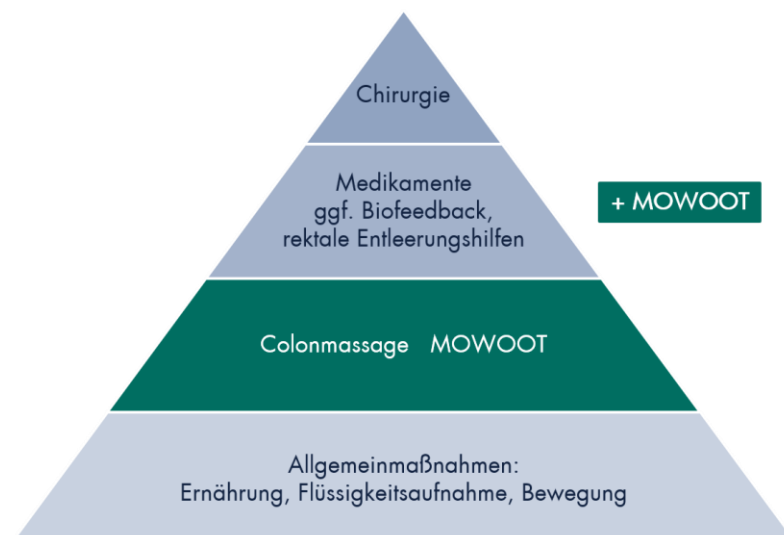 Chirurgie
Medikamente
ggf. Biofeedback,
rektale Entleerungshilfen
+ MOWOOT
Colonmassage MOWOOT
Allgemeinmaßnahmen:
Ernährung, Flüssigkeitsaufnahme, Bewegung